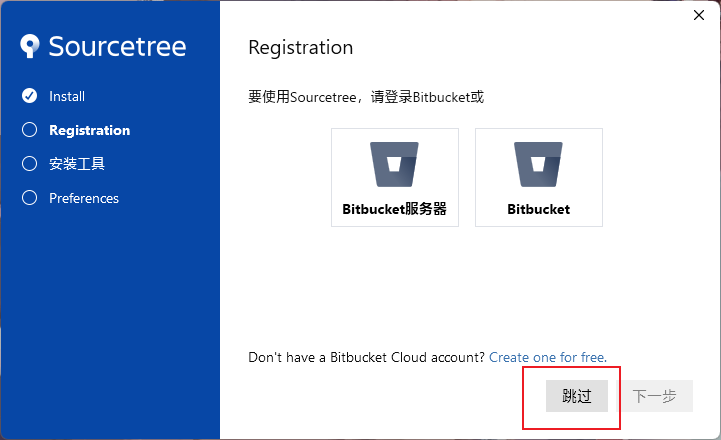 Sourcetree
Install
Registration
安装工具
Preferences
Registration
要使用Sourcetree，请登录Bitbucket或
Bitbucket服务器
Bitbucket
Don't have a Bitbucket Cloud account? Create one for free.
跳过
下一步